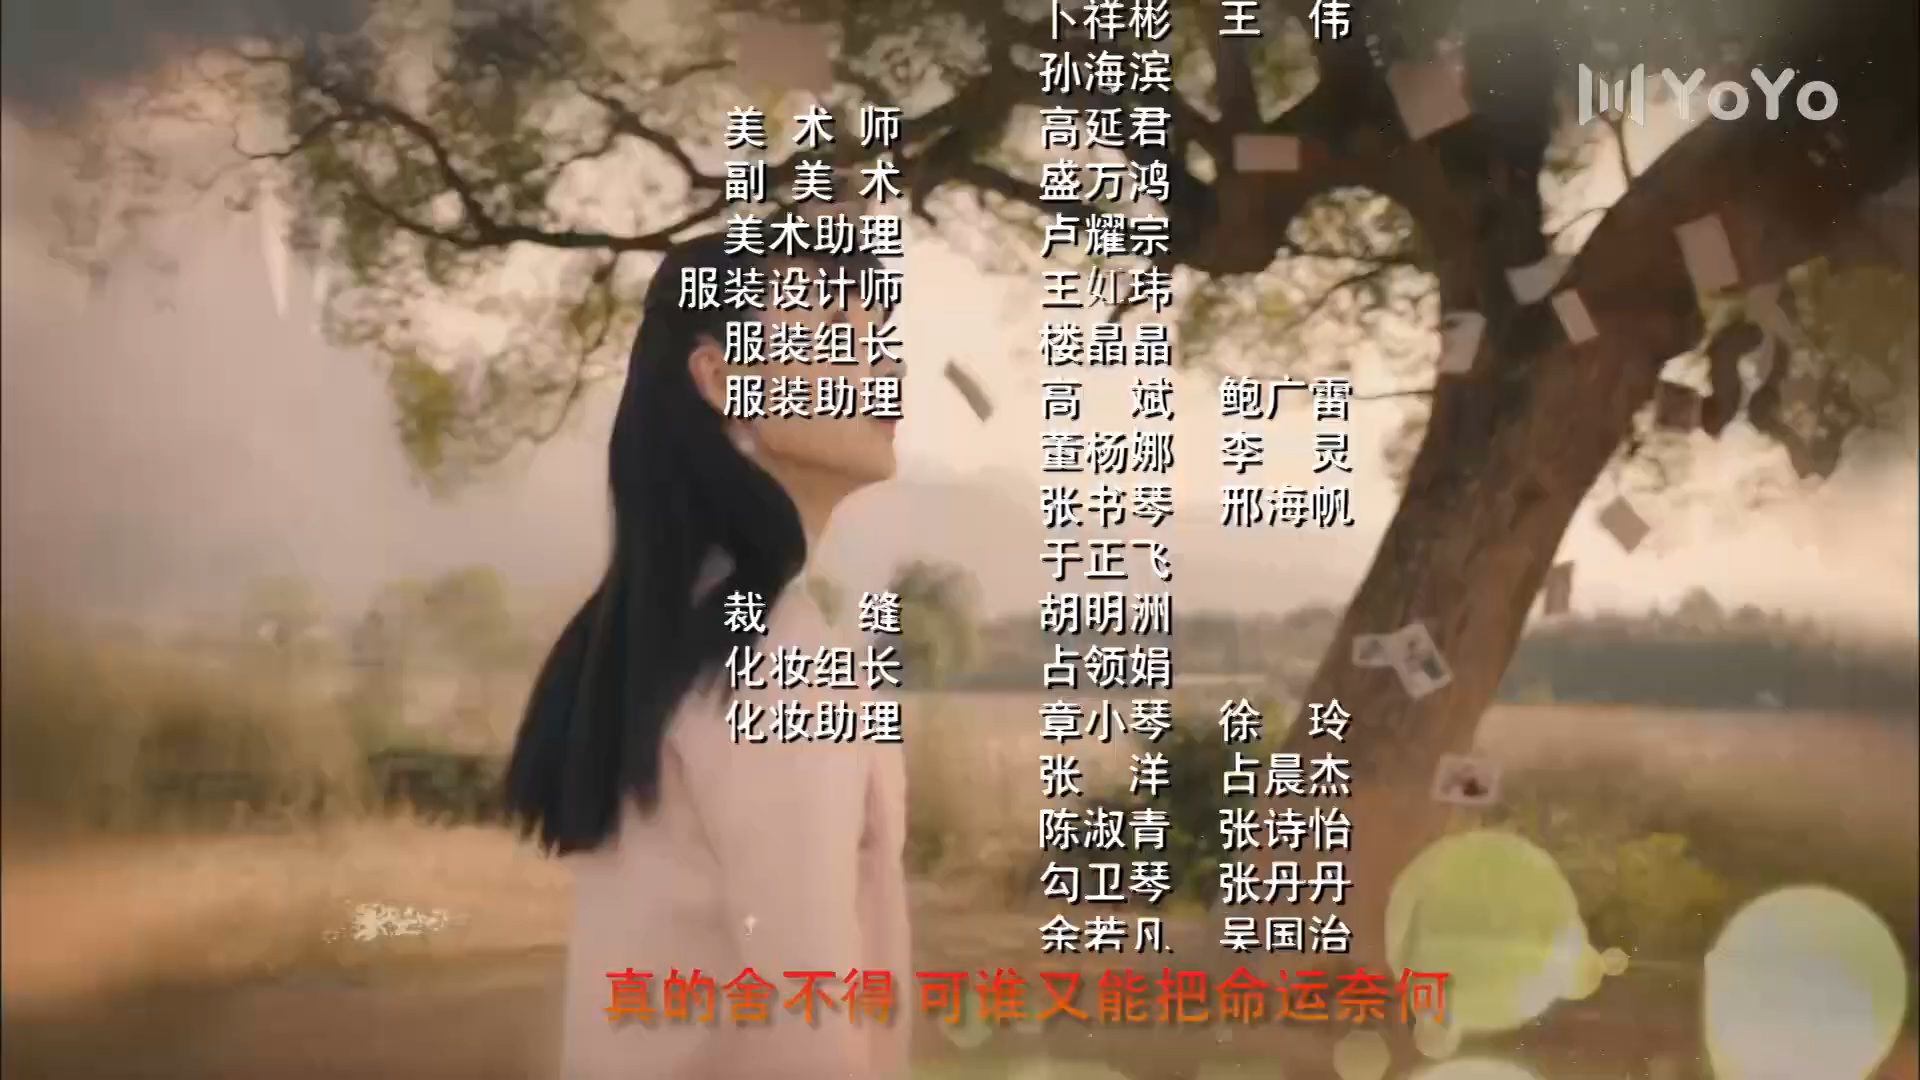 卜祥彬 王 伟
YoYo
孙海滨
美 术 师 高延君
副 美 术 盛万鸿
美术助理 卢耀宗
服装设计师 王 玮
服装组长 楼晶晶
服装助理 高 斌 鲍广雷
董杨娜 李 灵
张书琴 邢海帆
于正飞
裁 缝 胡明洲
化妆组长 占领娟
化妆助理 章小琴 徐 玲
张 洋 占晨杰
陈淑青 张诗怡
勾卫琴 张丹丹
余若凡 吴国治
真的舍不得 可谁又能把命运奈何